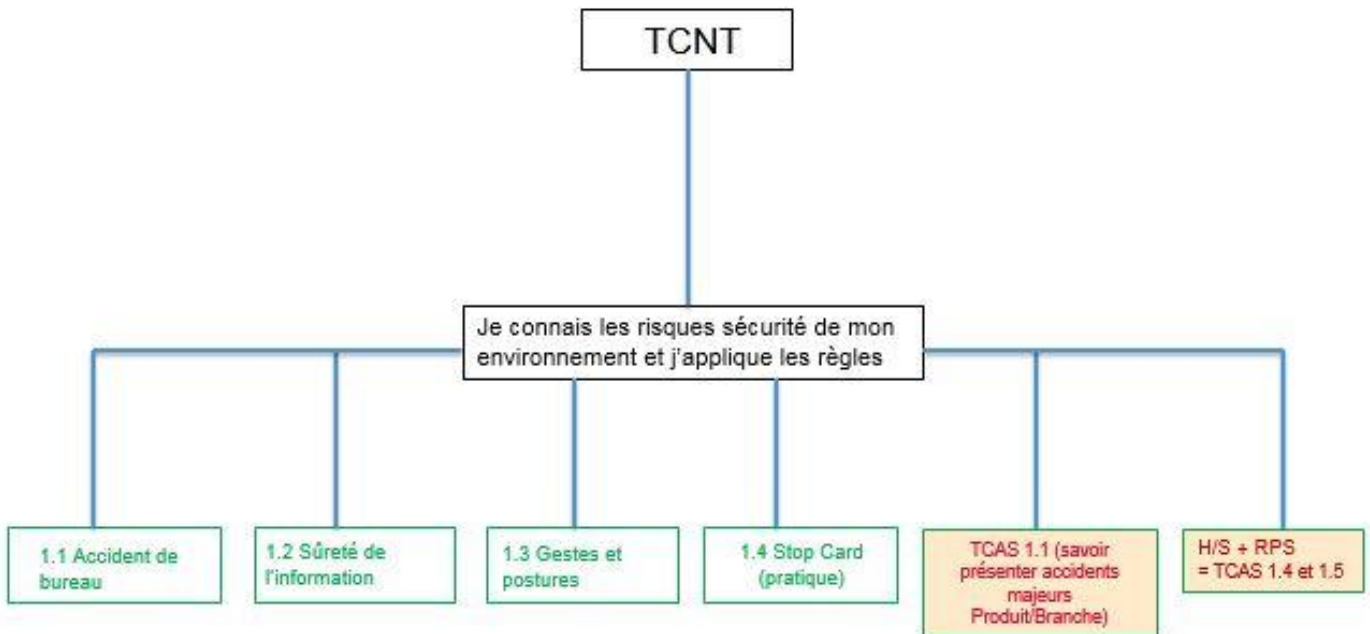 TCNT
Je connais les risques sécurité de mon
environnement et j'applique les règles
1.1 Accident de
bureau
1.2 Sûreté de
l'information
1.3 Gestes et
postures
1.4 Stop Card
(pratique)
TCAS 1.1 (savoir
présenter accidents
majeurs
Produit/Branche)
H/S + RPS
= TCAS 1.4 et 1.5